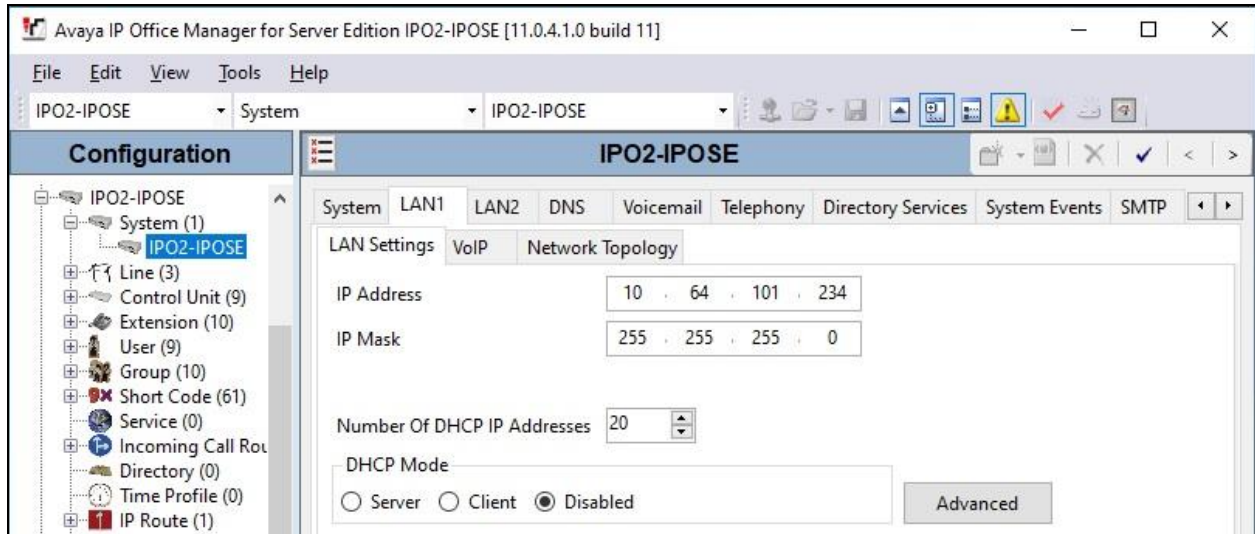 Avaya IP Office Manager for Server Edition IPO2-IPOSE [11.0.4.1.0 build 11]
File Edit View Tools Help
IPO2-IPOSE System IPO2-IPOSE
Configuration
IPO2-IPOSE
IPO2-IPOSE
System (1)
IPO2-IPOSE
Line (3)
Control Unit (9)
Extension (10)
User (9)
Group (10)
Short Code (61)
Service (0)
Incoming Call Rou
Directory (0)
Time Profile (0)
IP Route (1)
System LAN1 LAN2 DNS Voicemail Telephony Directory Services System Events SMTP
LAN Settings VoIP Network Topology
IP Address 10 . 64 . 101 . 234
IP Mask 255 . 255 . 255 . 0
Number Of DHCP IP Addresses 20
DHCP Mode
Server Client Disabled
Advanced